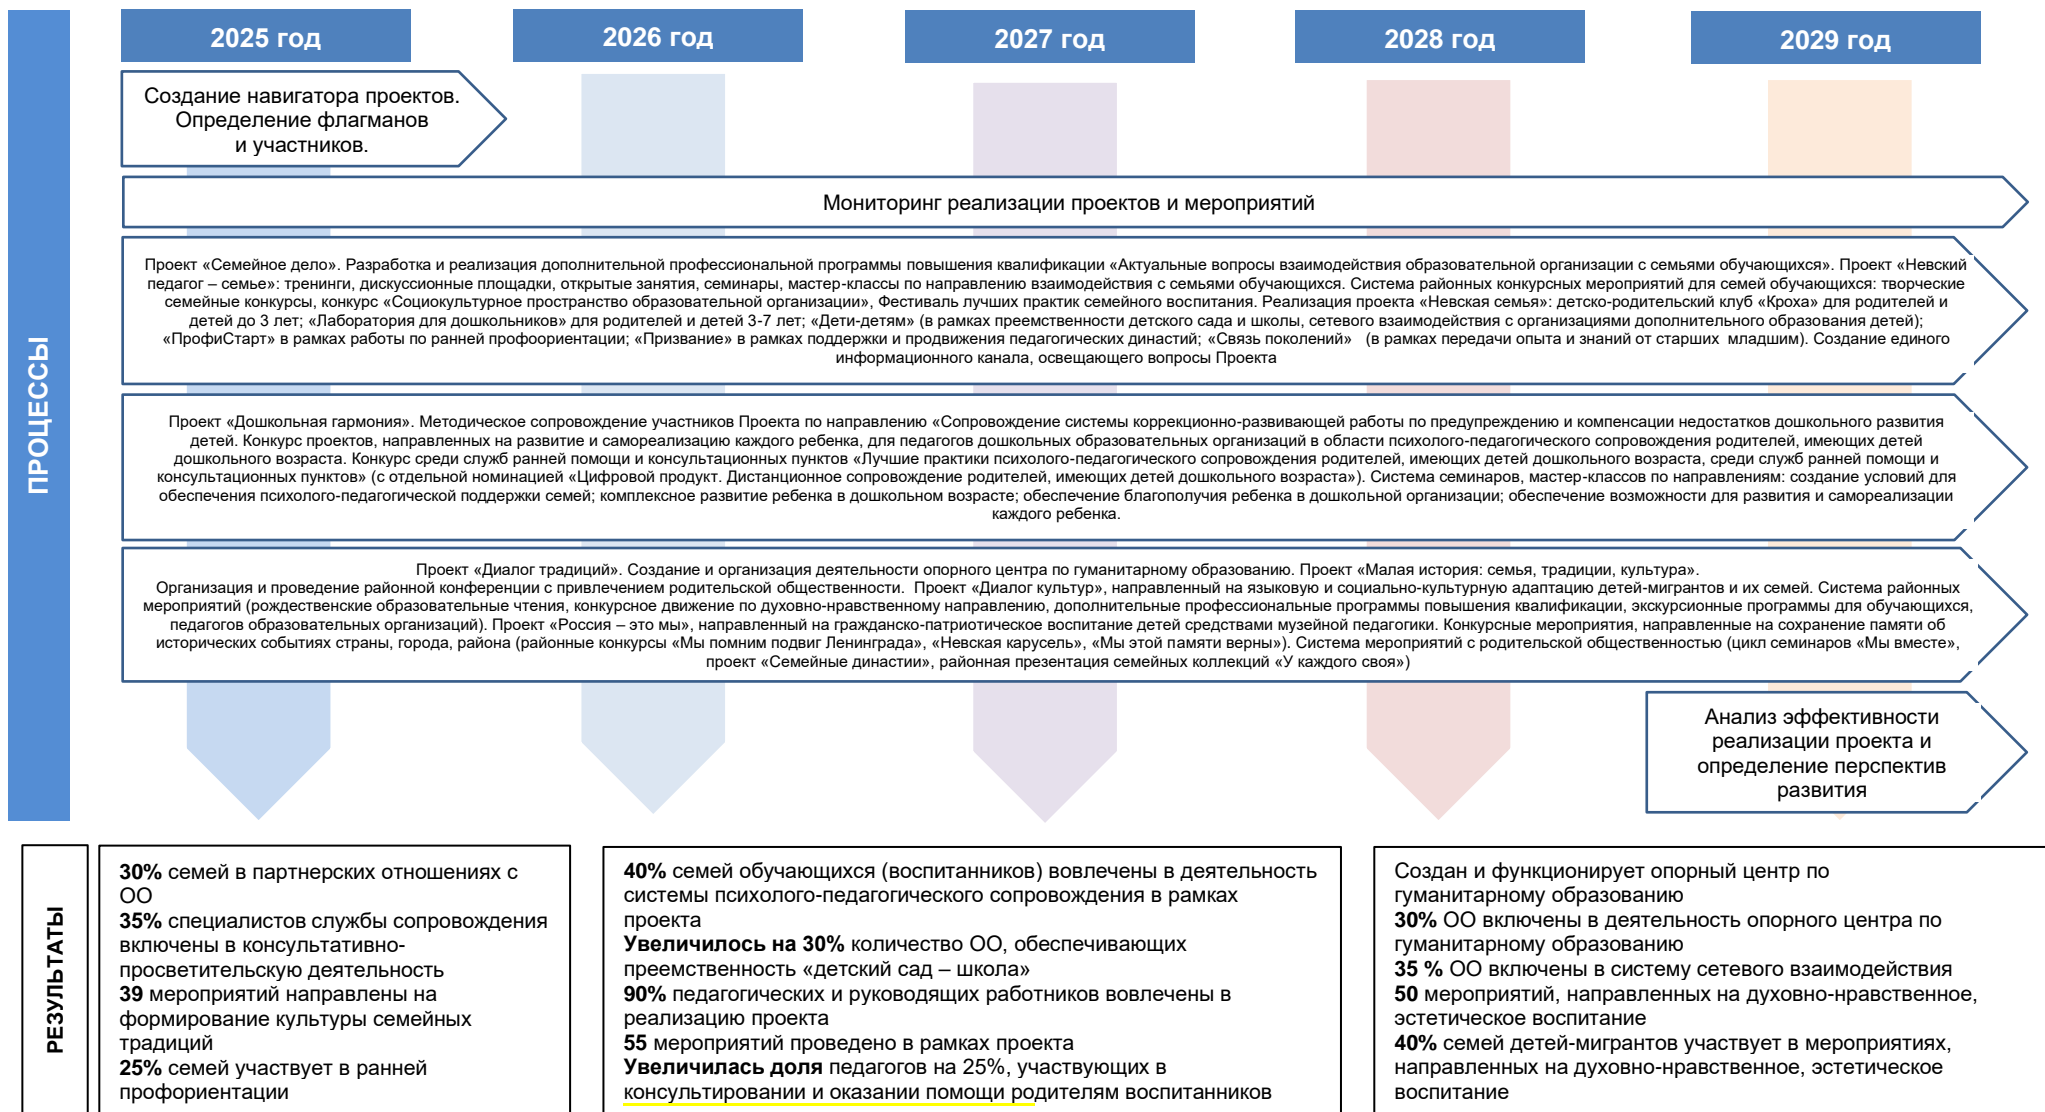 2025 год
2026 год
2027 год
2028 год
2029 год
ПРОЦЕССЫ
Создание навигатора проектов.
Определение флагманов
и участников.
Мониторинг реализации проектов и мероприятий
Проект «Семейное дело». Разработка и реализация дополнительной профессиональной программы повышения квалификации «Актуальные вопросы взаимодействия образовательной организации с семьями обучающихся». Проект «Невский
педагог – семье»: тренинги, дискуссионные площадки, открытые занятия, семинары, мастер-классы по направлению взаимодействия с семьями обучающихся. Система районных конкурсных мероприятий для семей обучающихся: творческие
семейные конкурсы, конкурс «Социокультурное пространство образовательной организации», Фестиваль лучших практик семейного воспитания. Реализация проекта «Невская семья»: детско-родительский клуб «Кроха» для родителей и
детей до 3 лет; «Лаборатория для дошкольников» для родителей и детей 3-7 лет; «Дети-детям» (в рамках преемственности детского сада и школы, сетевого взаимодействия с организациями дополнительного образования детей);
«ПрофиСтарт» в рамках работы по ранней профоориентации; «Призвание» в рамках поддержки и продвижения педагогических династий; «Связь поколений» (в рамках передачи опыта и знаний от старших младшим). Создание единого
информационного канала, освещающего вопросы Проекта
Проект «Дошкольная гармония». Методическое сопровождение участников Проекта по направлению «Сопровождение системы коррекционно-развивающей работы по предупреждению и компенсации недостатков дошкольного развития
детей. Конкурс проектов, направленных на развитие и самореализацию каждого ребенка, для педагогов дошкольных образовательных организаций в области психолого-педагогического сопровождения родителей, имеющих детей
дошкольного возраста. Конкурс среди служб ранней помощи и консультационных пунктов «Лучшие практики психолого-педагогического сопровождения родителей, имеющих детей дошкольного возраста, среди служб ранней помощи и
консультационных пунктов» (с отдельной номинацией «Цифровой продукт. Дистанционное сопровождение родителей, имеющих детей дошкольного возраста»). Система семинаров, мастер-классов по направлениям: создание условий для
обеспечения психолого-педагогической поддержки семей; комплексное развитие ребенка в дошкольном возрасте; обеспечение благополучия ребенка в дошкольной организации; обеспечение возможности для развития и самореализации
каждого ребенка.
Проект «Диалог традиций». Создание и организация деятельности опорного центра по гуманитарному образованию. Проект «Малая история: семья, традиции, культура».
Организация и проведение районной конференции с привлечением родительской общественности. Проект «Диалог культур», направленный на языковую и социально-культурную адаптацию детей-мигрантов и их семей. Система районных
мероприятий (рождественские образовательные чтения, конкурсное движение по духовно-нравственному направлению, дополнительные профессиональные программы повышения квалификации, экскурсионные программы для обучающихся,
педагогов образовательных организаций). Проект «Россия – это мы», направленный на гражданско-патриотическое воспитание детей средствами музейной педагогики. Конкурсные мероприятия, направленные на сохранение памяти об
исторических событиях страны, города, района (районные конкурсы «Мы помним подвиг Ленинграда», «Невская карусель», «Мы этой памяти верны»). Система мероприятий с родительской общественностью (цикл семинаров «Мы вместе»,
проект «Семейные династии», районная презентация семейных коллекций «У каждого своя»)
Анализ эффективности
реализации проекта и
определение перспектив
развития
РЕЗУЛЬТАТЫ
30% семей в партнерских отношениях с
ОО
35% специалистов службы сопровождения
включены в консультативно-
просветительскую деятельность
39 мероприятий направлены на
формирование культуры семейных
традиций
25% семей участвует в ранней
профориентации
40% семей обучающихся (воспитанников) вовлечены в деятельность
системы психолого-педагогического сопровождения в рамках
проекта
Увеличилось на 30% количество ОО, обеспечивающих
преемственность «детский сад – школа»
90% педагогических и руководящих работников вовлечены в
реализацию проекта
55 мероприятий проведено в рамках проекта
Увеличилась доля педагогов на 25%, участвующих в
консультировании и оказании помощи родителям воспитанников
Создан и функционирует опорный центр по
гуманитарному образованию
30% ОО включены в деятельность опорного центра по
гуманитарному образованию
35 % ОО включены в систему сетевого взаимодействия
50 мероприятий, направленных на духовно-нравственное,
эстетическое воспитание
40% семей детей-мигрантов участвует в мероприятиях,
направленных на духовно-нравственное, эстетическое
воспитание